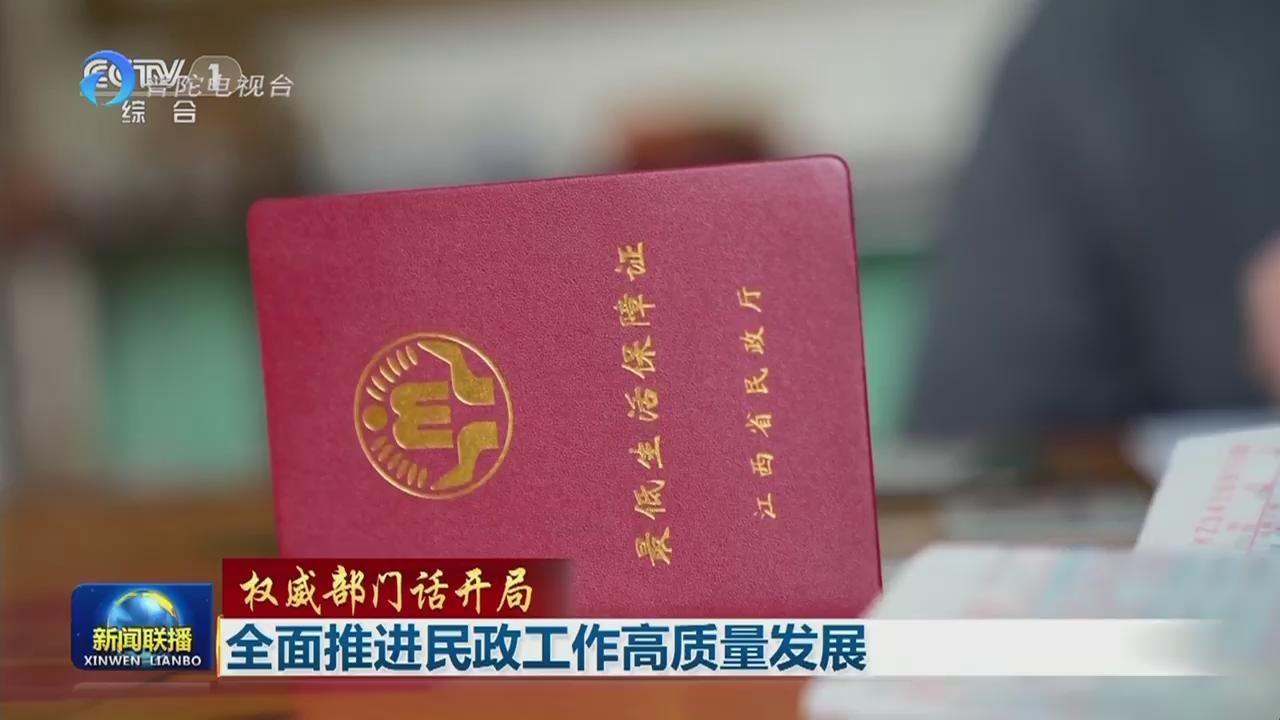 CCTV 1
普陀电视台
综合
最低生活保障证
江西省民政厅
权威部门话开局
新闻联播
XINWEN LIANBO
全面推进民政工作高质量发展